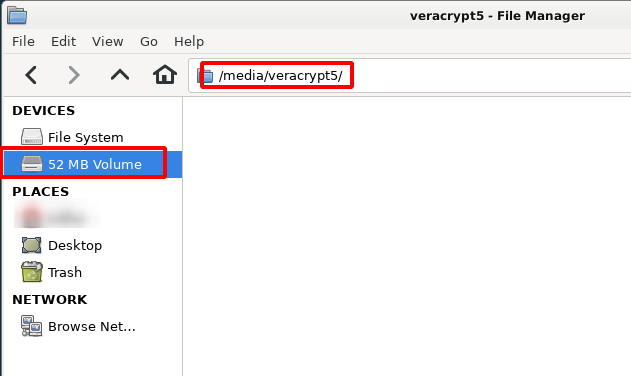 veracrypt5 - File Manager
File Edit View Go Help
/media/veracrypt5/
DEVICES
File System
52 MB Volume
PLACES
Desktop
Trash
NETWORK
Browse Net...